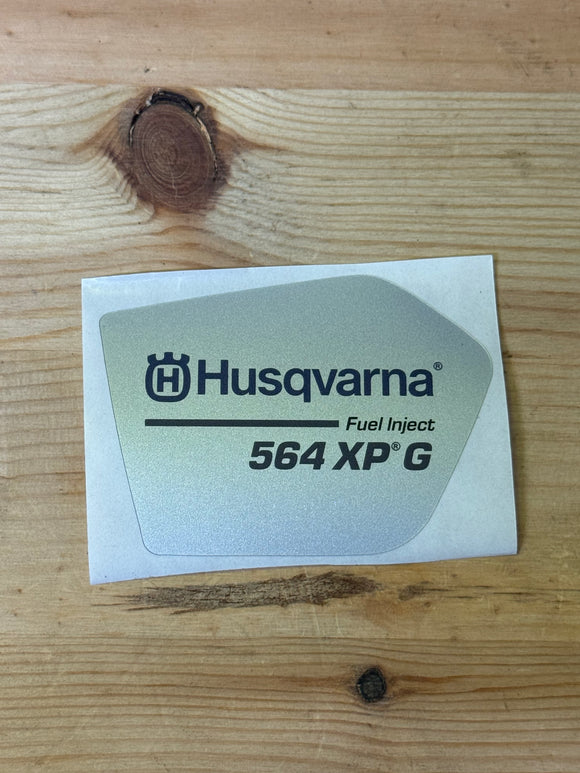 H Husqvarna®
Fuel Inject
564 XP® G